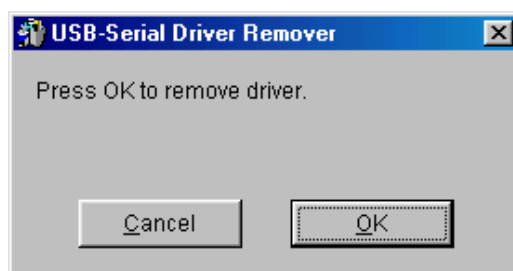 USB-Serial Driver Remover
Press OK to remove driver.
Cancel OK